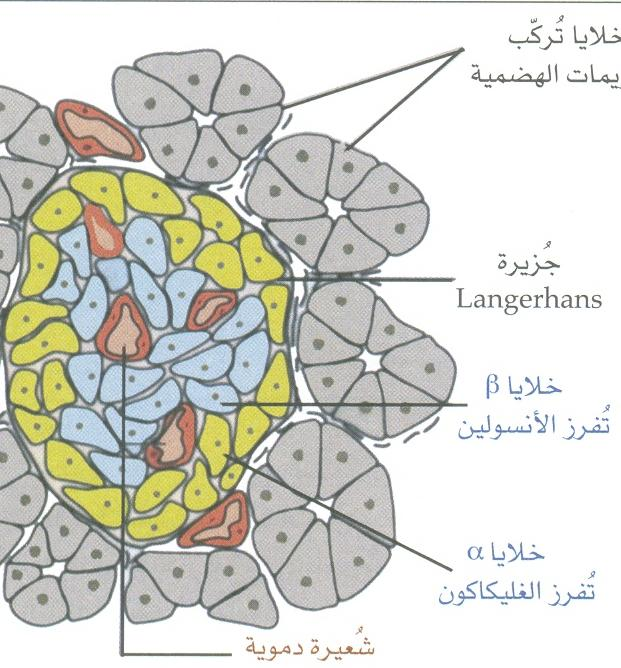 خلايا تُركّب
يمات الهضمية
جُزيرة
Langerhans
خلايا β
تُفرز الأنسولين
خلايا α
تُفرز الغليكاكون
شُعيرة دموية